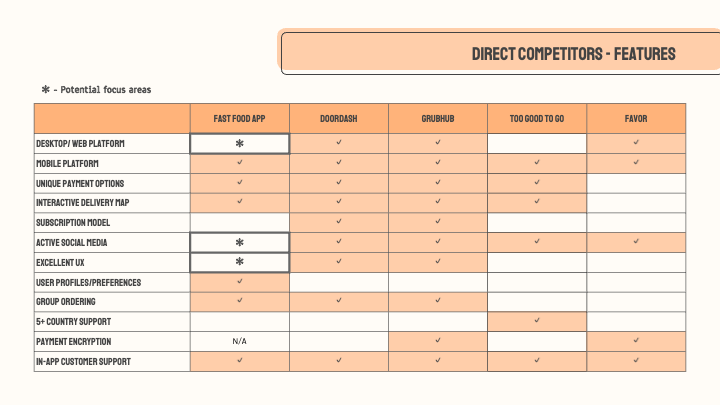 DIRECT COMPETITORS - FEATURES
* - Potential focus areas
FAST FOOD APP DOORDASH GRUBHUB TOO GOOD TO GO FAVOR
DESKTOP/ WEB PLATFORM * ✓ ✓ ✓
MOBILE PLATFORM ✓ ✓ ✓ ✓ ✓
UNIQUE PAYMENT OPTIONS ✓ ✓ ✓ ✓
INTERACTIVE DELIVERY MAP ✓ ✓ ✓ ✓
SUBSCRIPTION MODEL ✓ ✓
ACTIVE SOCIAL MEDIA * ✓ ✓ ✓ ✓
EXCELLENT UX * ✓ ✓
USER PROFILES/PREFERENCES ✓
GROUP ORDERING ✓ ✓ ✓
5+ COUNTRY SUPPORT ✓
PAYMENT ENCRYPTION N/A ✓ ✓
IN-APP CUSTOMER SUPPORT ✓ ✓ ✓ ✓ ✓